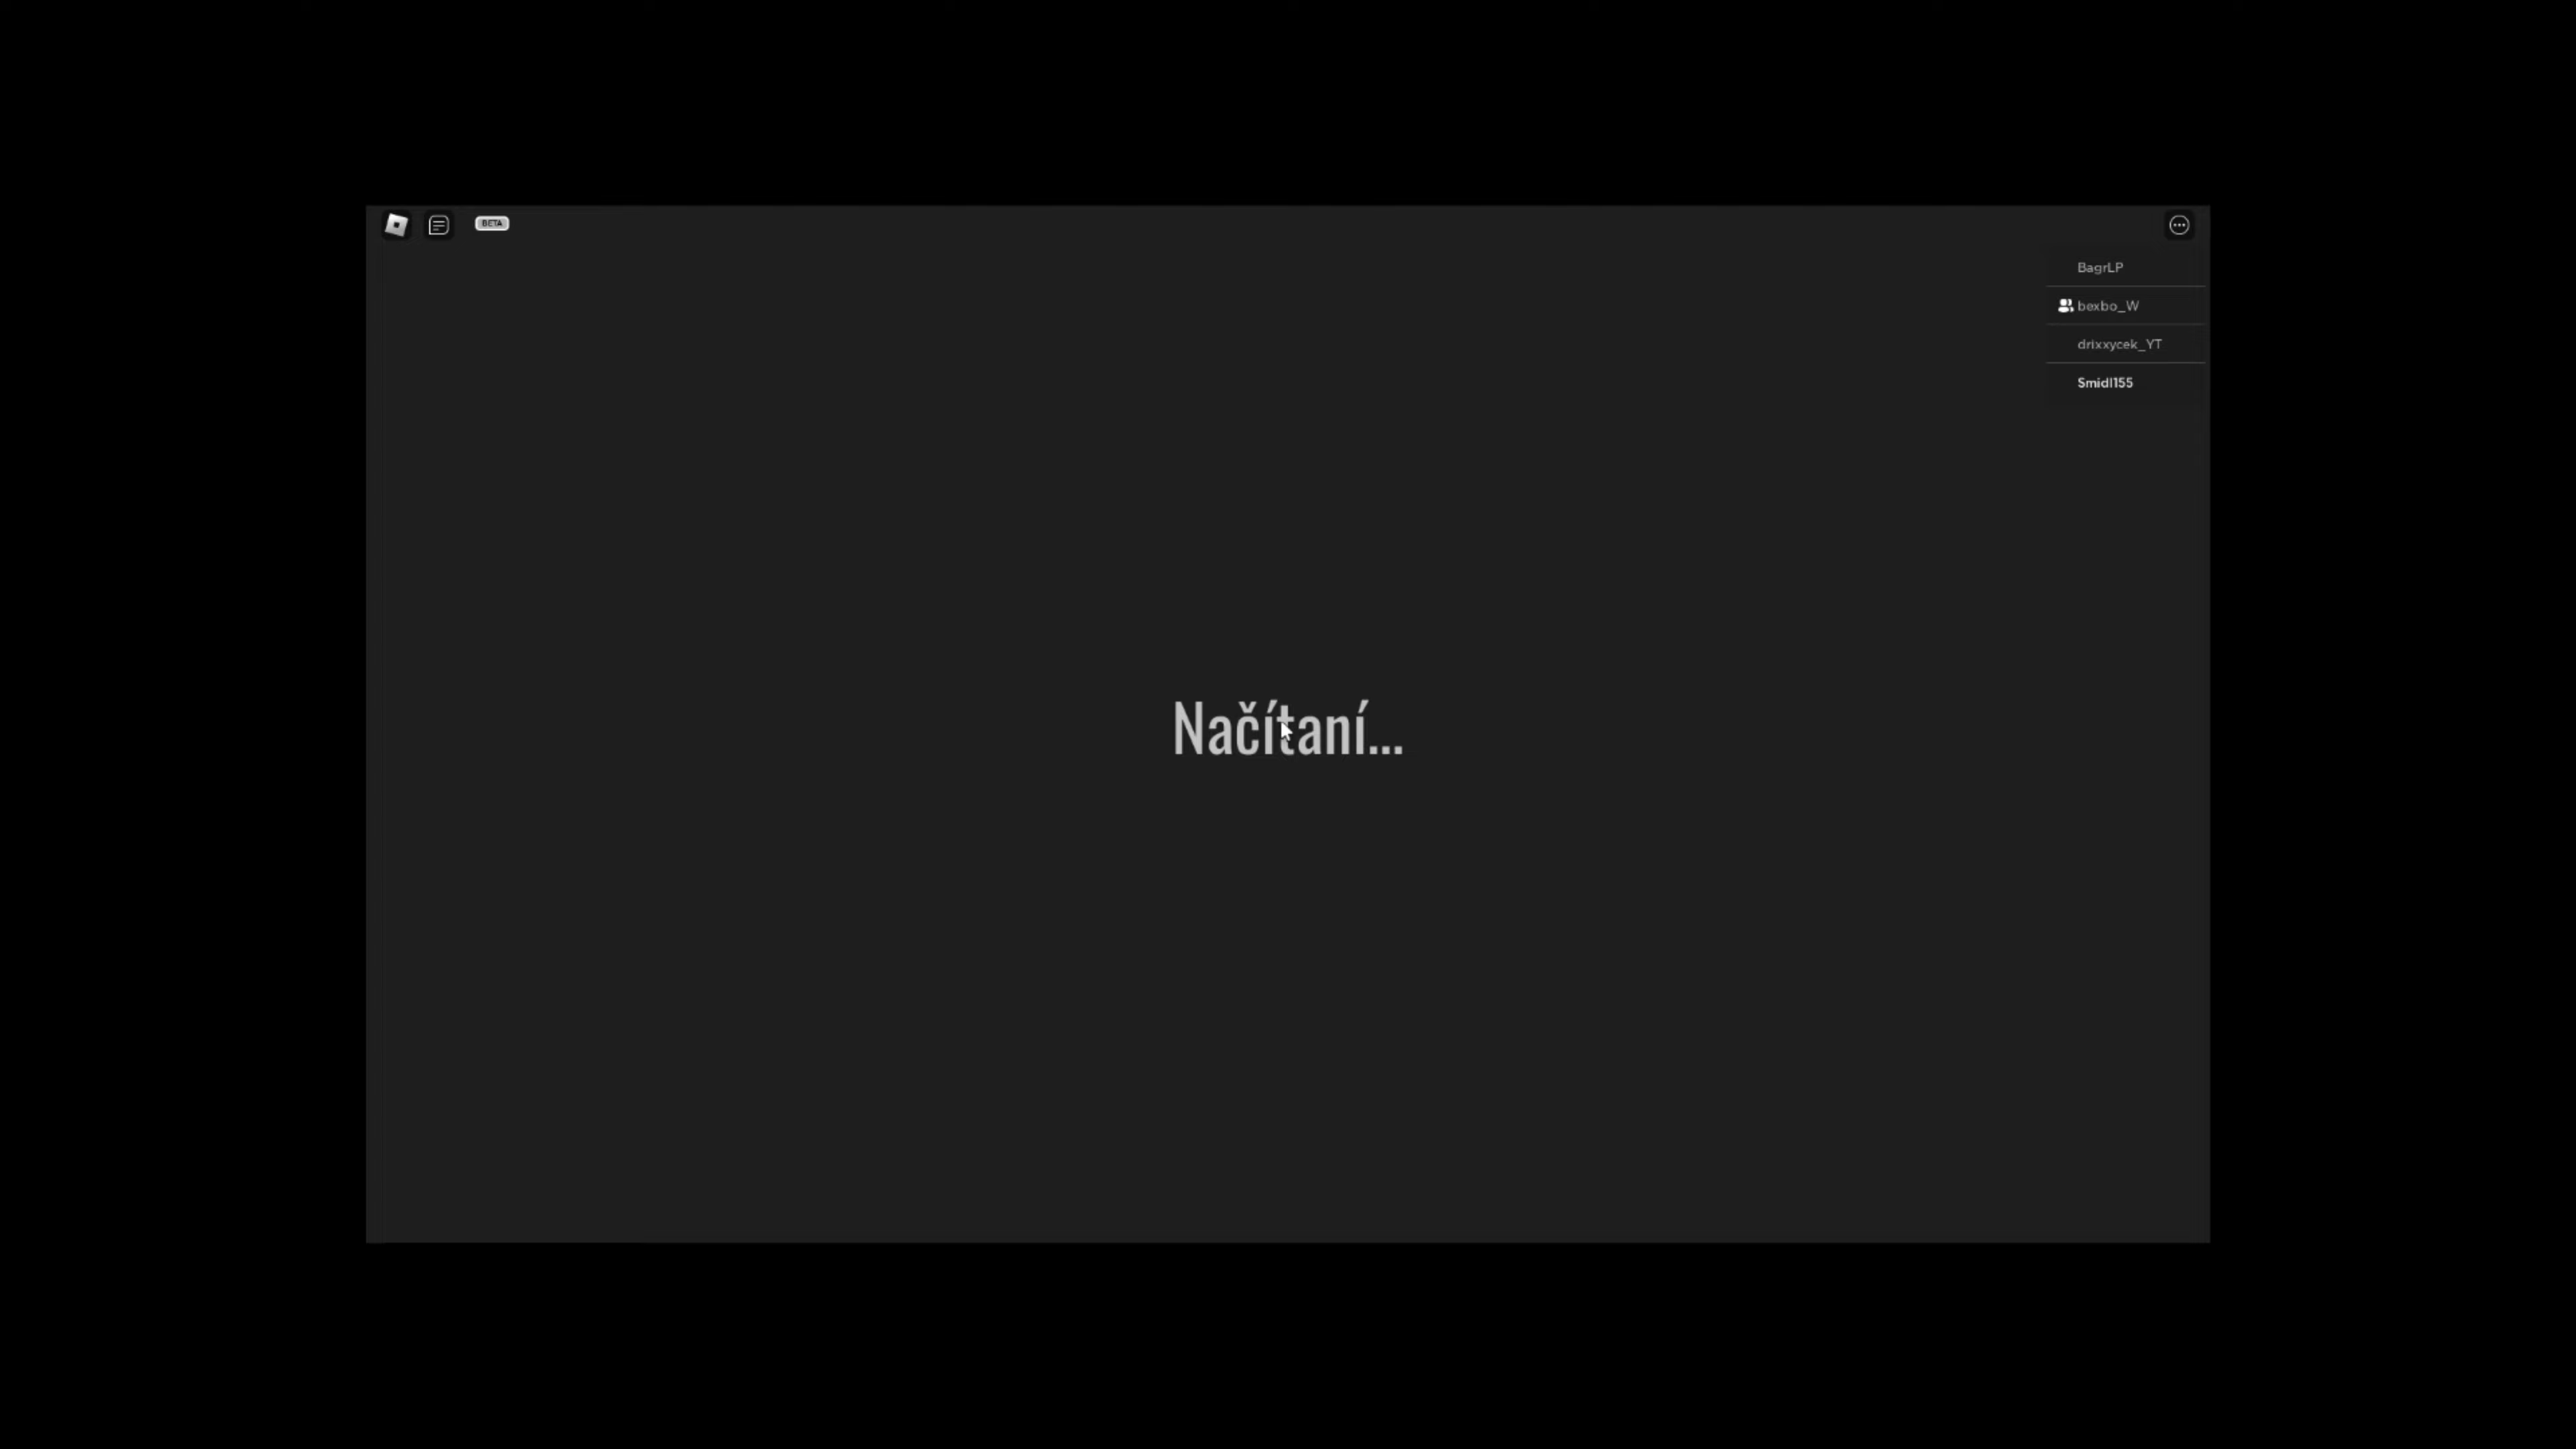 BETA
BagrLP
bexbo_W
drixxycek_YT
Smidl155
Načítaní...